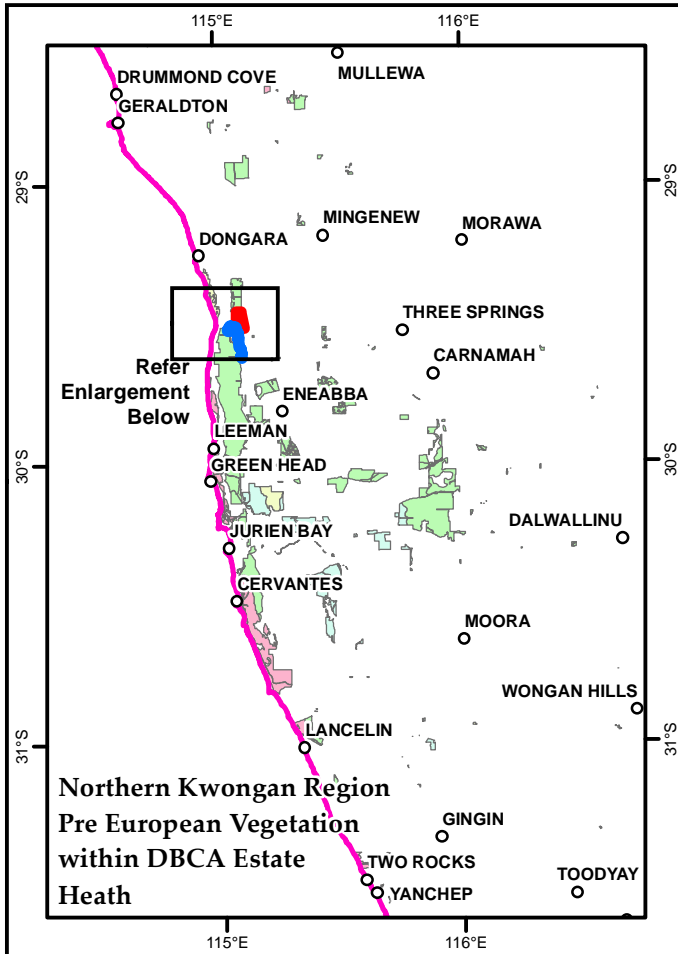 115°E
116°E
MULLEWA
DRUMMOND COVE
GERALDTON
29°S
29°S
MINGENEW
MORAWA
DONGARA
THREE SPRINGS
CARNAMAH
Refer
Enlargement
Below
ENEABBA
LEEMAN
30°S
30°S
GREEN HEAD
DALWALLINU
JURIEN BAY
CERVANTES
MOORA
WONGAN HILLS
31°S
31°S
LANCELIN
Northern Kwongan Region
Pre European Vegetation
within DBCA Estate
Heath
GINGIN
TWO ROCKS
TOODYAY
YANCHEP
115°E
116°E